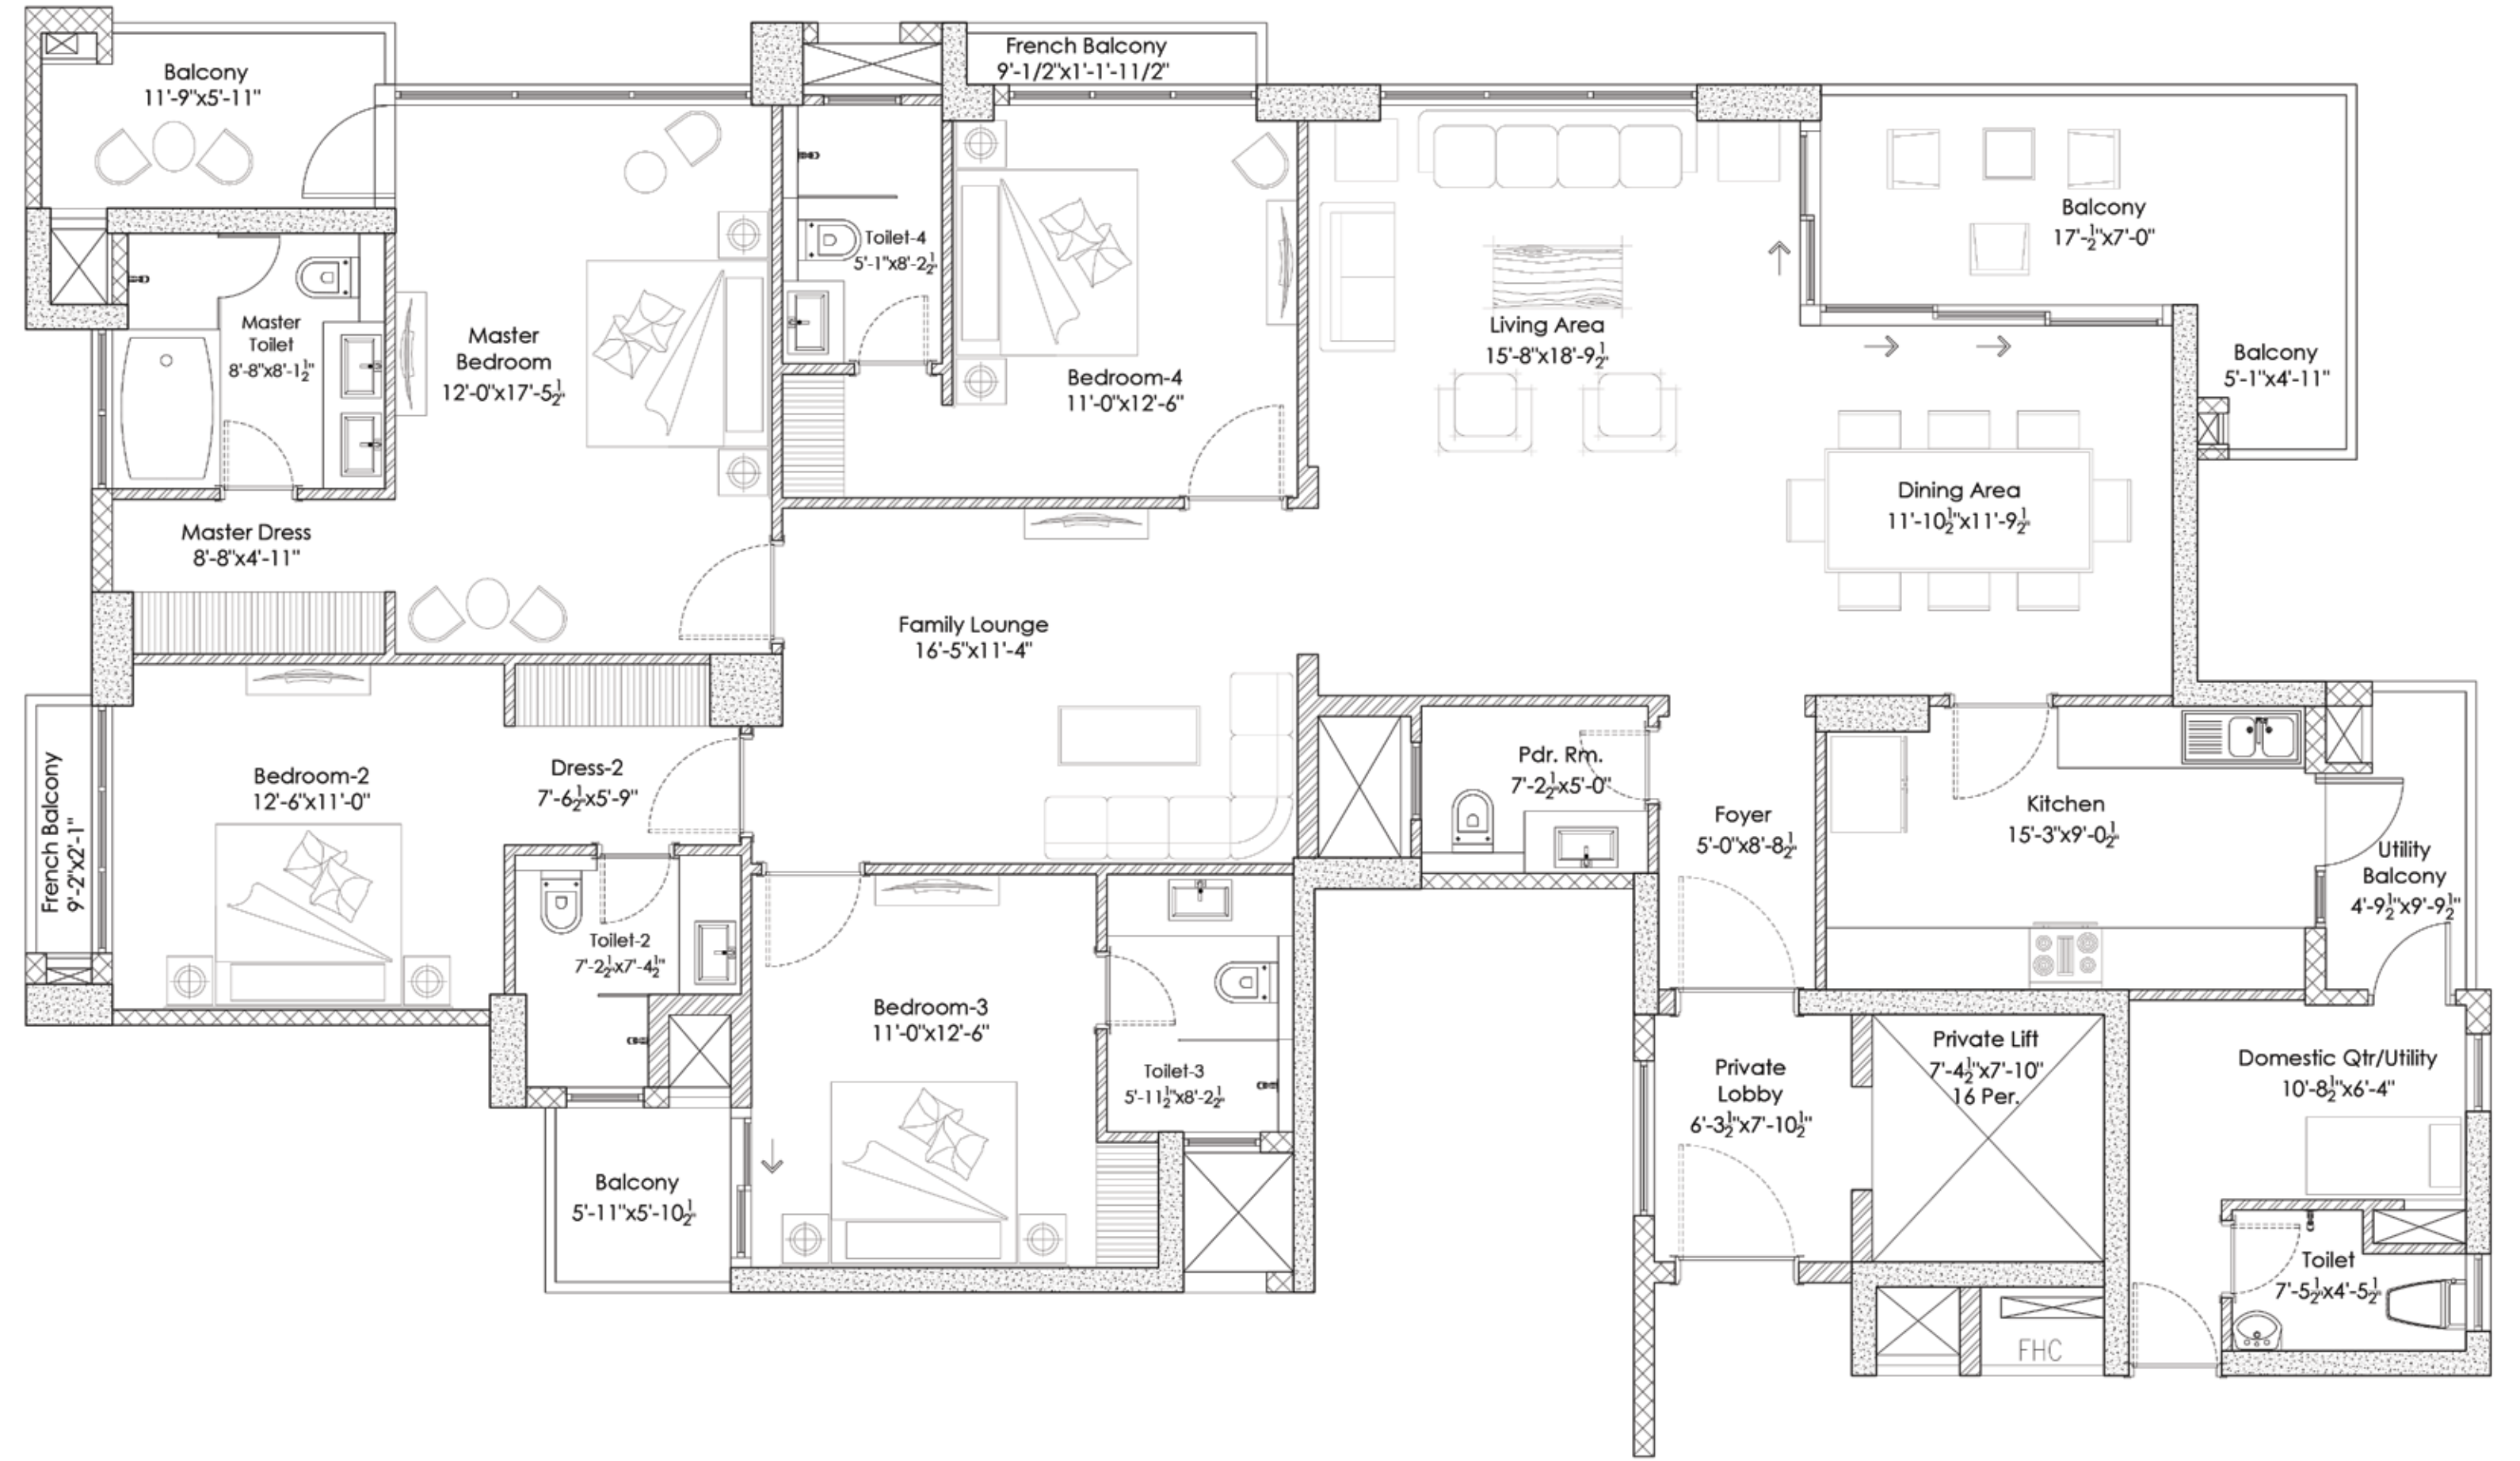 French Balcony
9'-1/2"x1'-1'-11/2"
Balcony
11'-9"x5'-11"
Balcony
17'-½"x7'-0"
Toilet-4
5'-1"x8'-2½"
Master
Toilet
8'-8"x8'-1½"
Master
Bedroom
12'-0"x17'-5½"
Living Area
15'-8"x18'-9½"
Balcony
5'-1"x4'-11"
Bedroom-4
11'-0"x12'-6"
Dining Area
11'-10½"x11'-9½"
Master Dress
8'-8"x4'-11"
Family Lounge
16'-5"x11'-4"
French Balcony
9'-2"x2'-1"
Bedroom-2
12'-6"x11'-0"
Dress-2
7'-6½"x5'-9"
Pdr. Rm.
7'-2½"x5'-0"
Foyer
5'-0"x8'-8½"
Kitchen
15'-3"x9'-0½"
Utility
Balcony
4'-9½"x9'-9½"
Toilet-2
7'-2½"x7'-4½"
Bedroom-3
11'-0"x12'-6"
Toilet-3
5'-11½"x8'-2½"
Private
Lobby
6'-3½"x7'-10½"
Private Lift
7'-4½"x7'-10"
16 Per.
Domestic Qtr/Utility
10'-8½"x6'-4"
Balcony
5'-11"x5'-10½"
Toilet
7'-5½"x4'-5½"
FHC